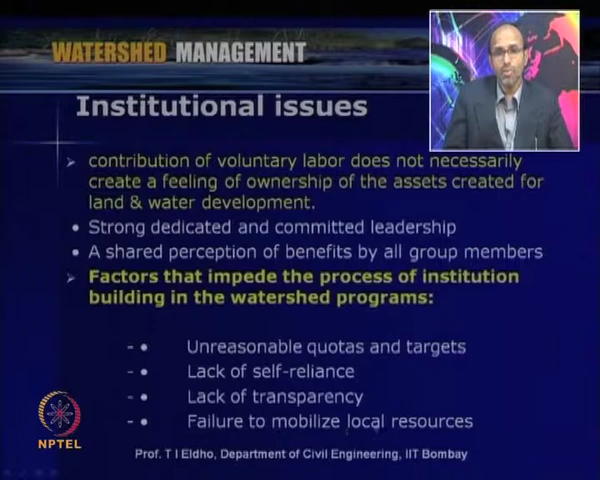 WATERSHED MANAGEMENT
Institutional issues
contribution of voluntary labor does not necessarily
create a feeling of ownership of the assets created for
land & water development.
• Strong dedicated and committed leadership
• A shared perception of benefits by all group members
Factors that impede the process of institution
building in the watershed programs:
- • Unreasonable quotas and targets
- • Lack of self-reliance
- • Lack of transparency
- • Failure to mobilize local resources
NPTEL
Prof. T I Eldho, Department of Civil Engineering, IIT Bombay